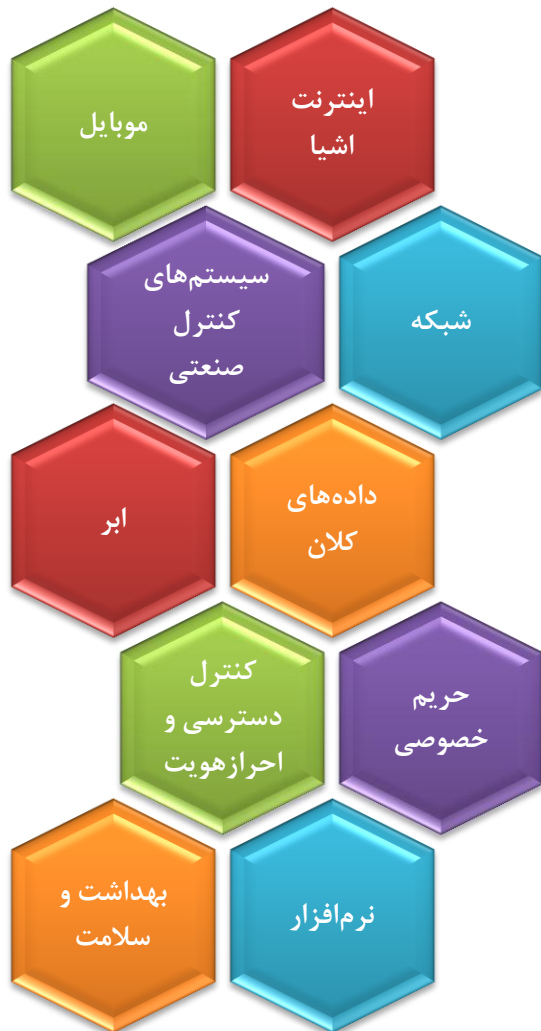 اینترنت
اشیا
موبایل
شبکه
سیستم‌های
کنترل
صنعتی
داده‌های
کلان
ابر
حریم
خصوصی
کنترل
دسترسی و
احرازهویت
نرم‌افزار
بهداشت و
سلامت